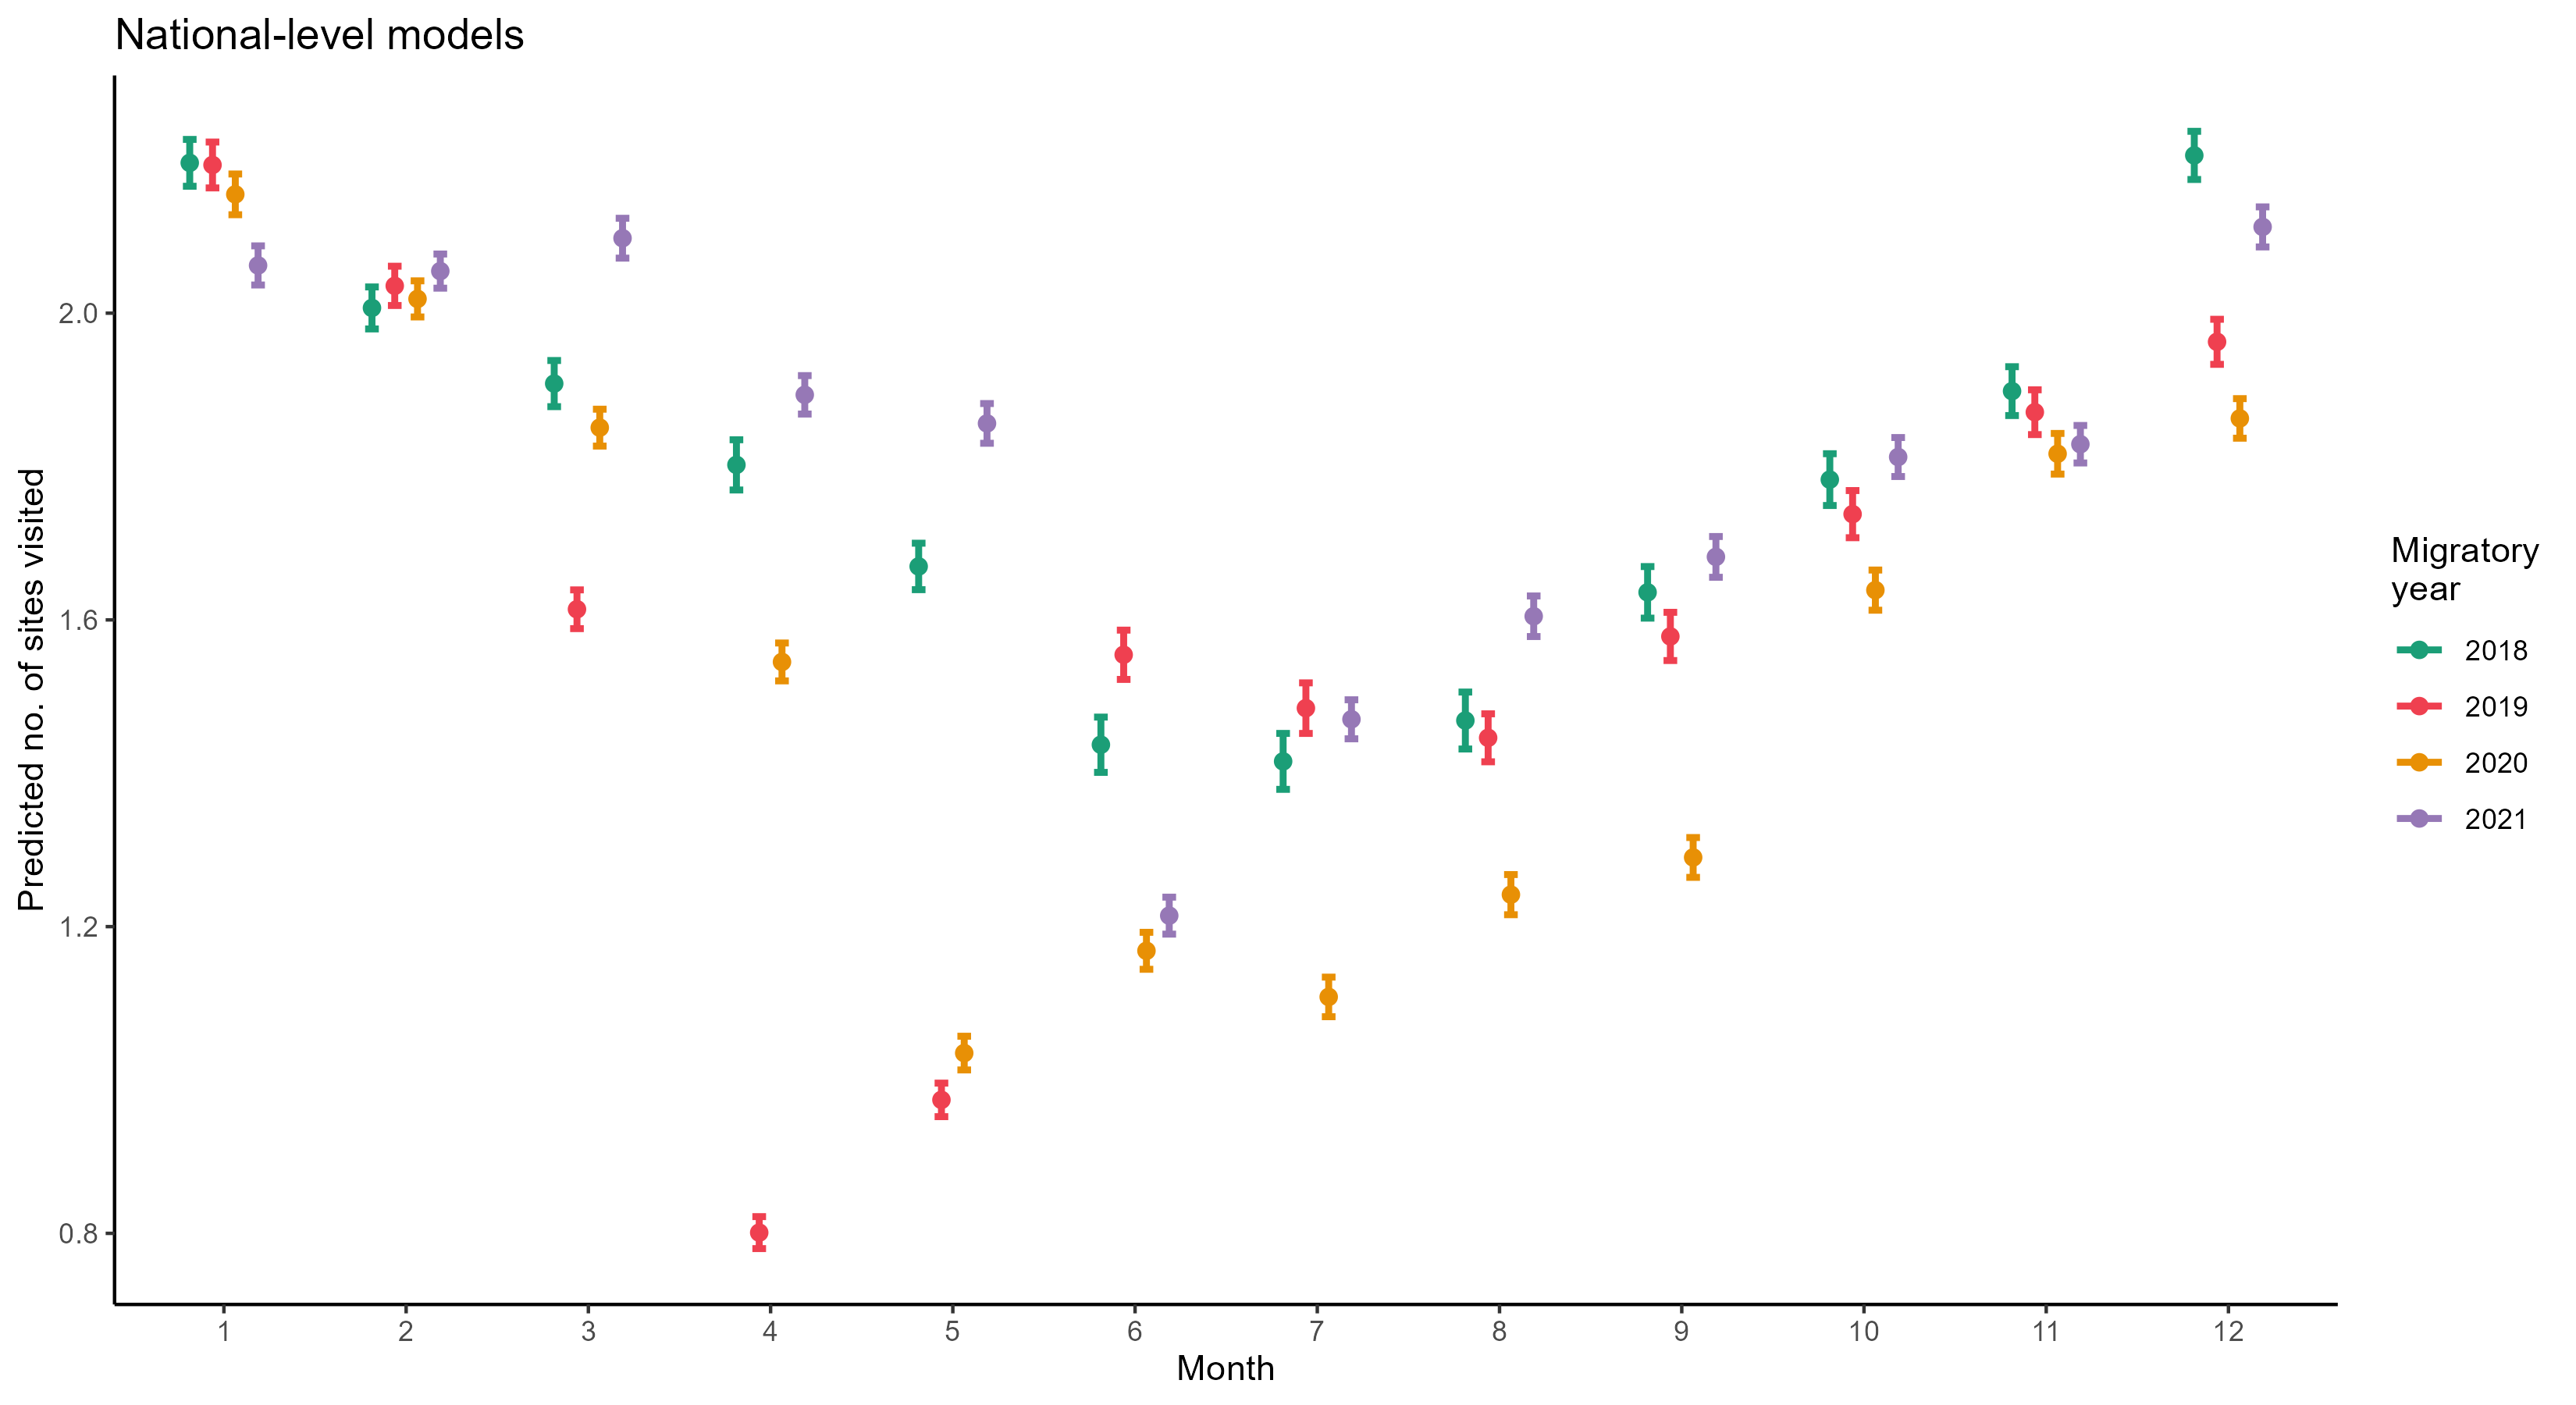 National-level models
Predicted no. of sites visited
2.0
1.6
1.2
0.8
1 2 3 4 5 6 7 8 9 10 11 12
Month
Migratory
year
2018
2019
2020
2021